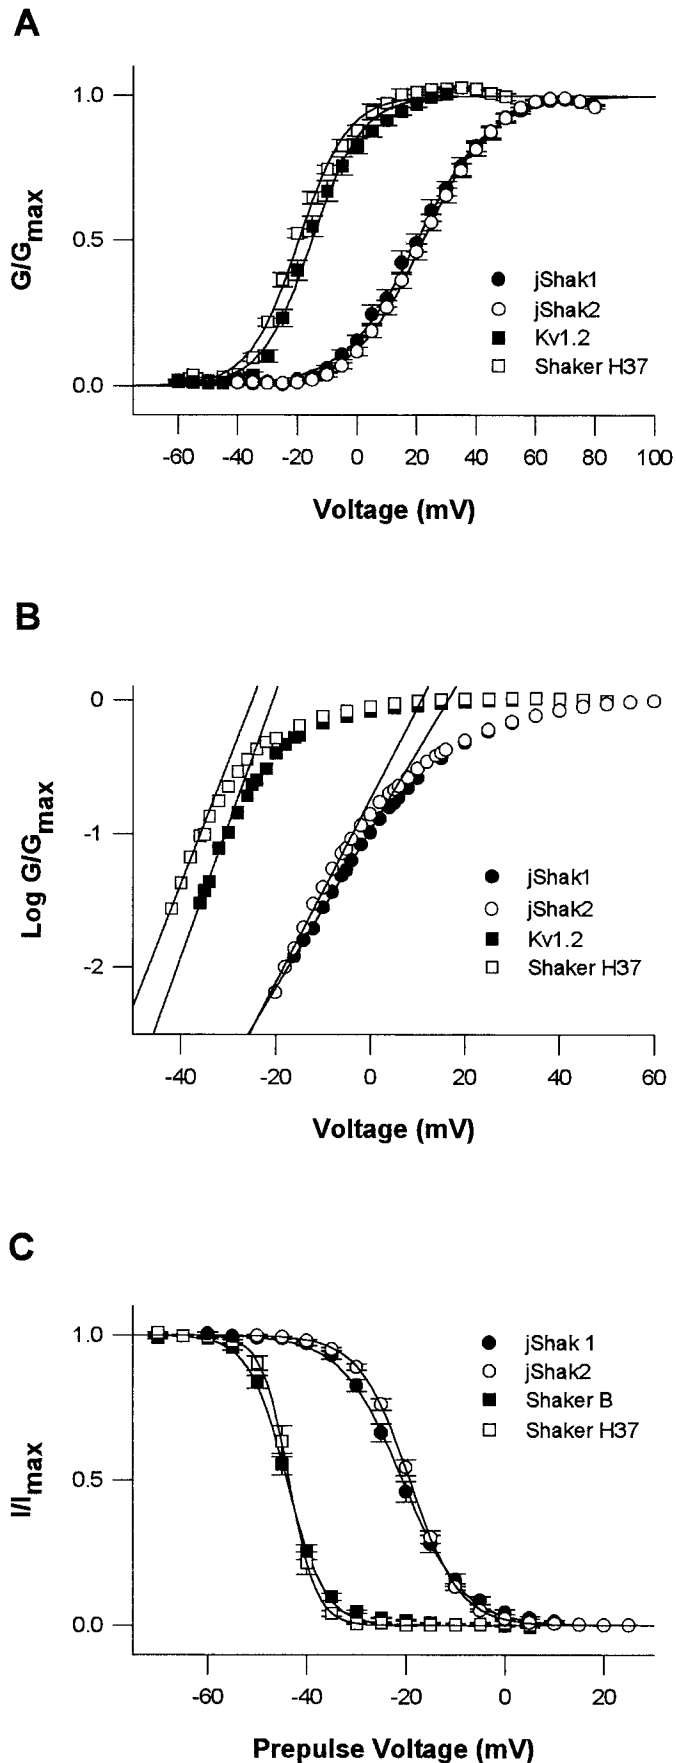 A
1.0
0.5
0.0
G/Gmax
jShak1
jShak2
Kv1.2
Shaker H37
-60 -40 -20 0 20 40 60 80 100
Voltage (mV)
B
0
-1
-2
Log G/Gmax
jShak1
jShak2
Kv1.2
Shaker H37
-40 -20 0 20 40 60
Voltage (mV)
C
1.0
0.5
0.0
I/Imax
jShak 1
jShak2
Shaker B
Shaker H37
-60 -40 -20 0 20
Prepulse Voltage (mV)